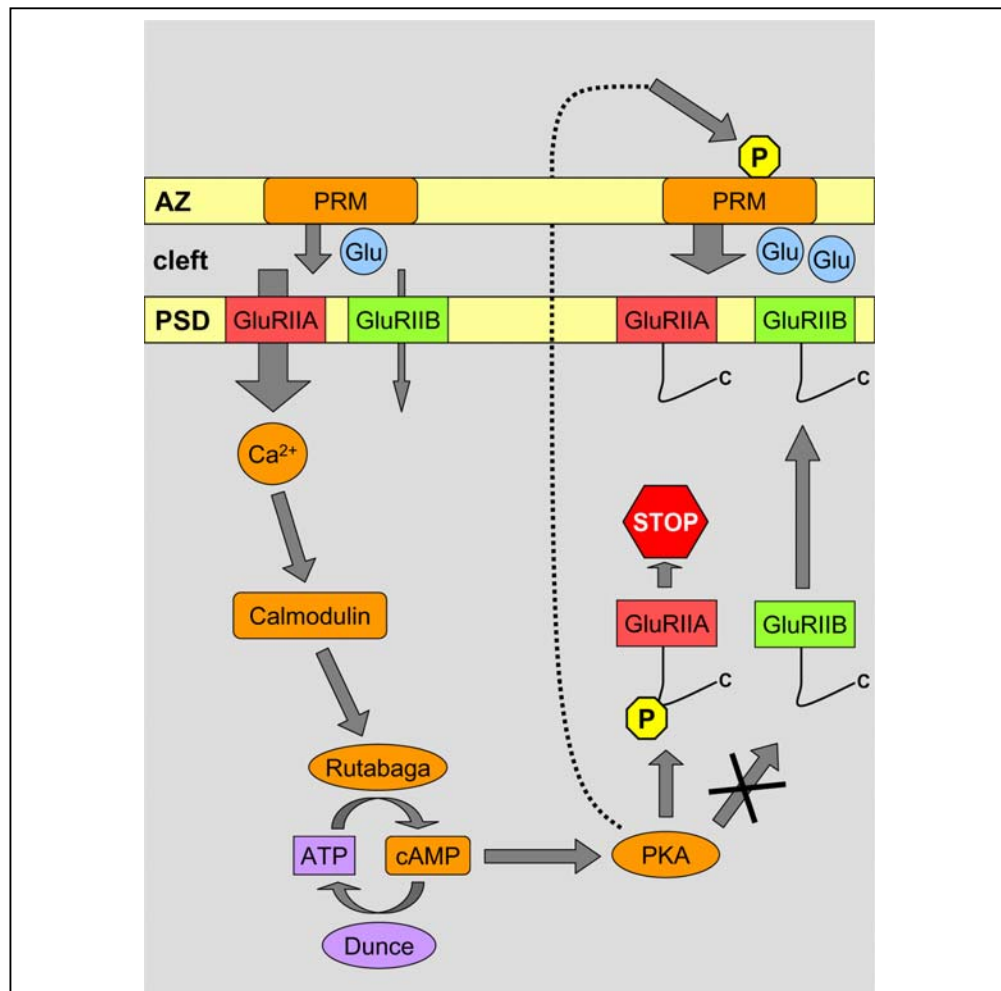 P
AZ PRM PRM
cleft Glu Glu Glu
PSD GluRIIA GluRIIB GluRIIA GluRIIB
C C
Ca²⁺
STOP
Calmodulin GluRIIA GluRIIB
C C
P
Rutabaga
ATP cAMP PKA
Dunce